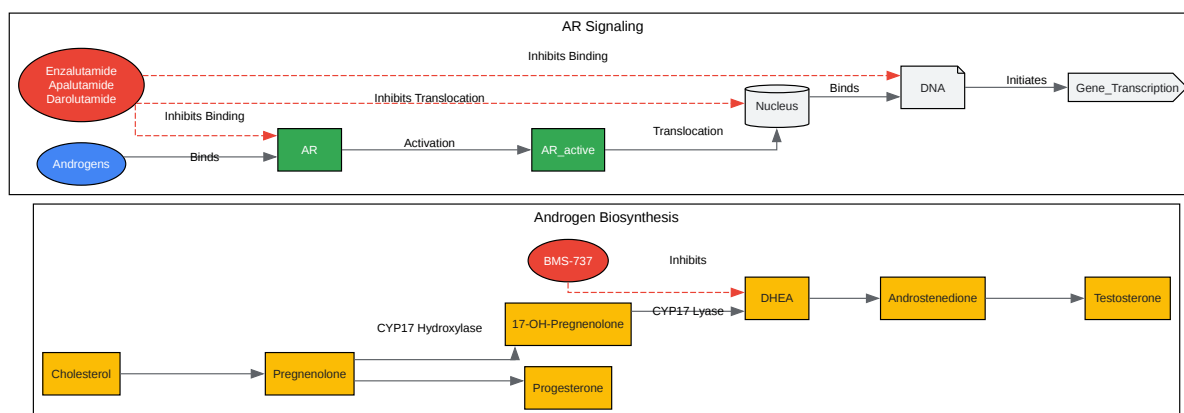 AR Signaling
Enzalutamide
Apalutamide
Darolutamide
Inhibits Binding
Inhibits Translocation
Inhibits Binding
Androgens
Binds
AR
Activation
AR_active
Translocation
Nucleus
Binds
DNA
Initiates
Gene_Transcription
Androgen Biosynthesis
BMS-737
Inhibits
DHEA
Androstenedione
Testosterone
CYP17 Hydroxylase
17-OH-Pregnenolone
CYP17 Lyase
Cholesterol
Pregnenolone
Progesterone